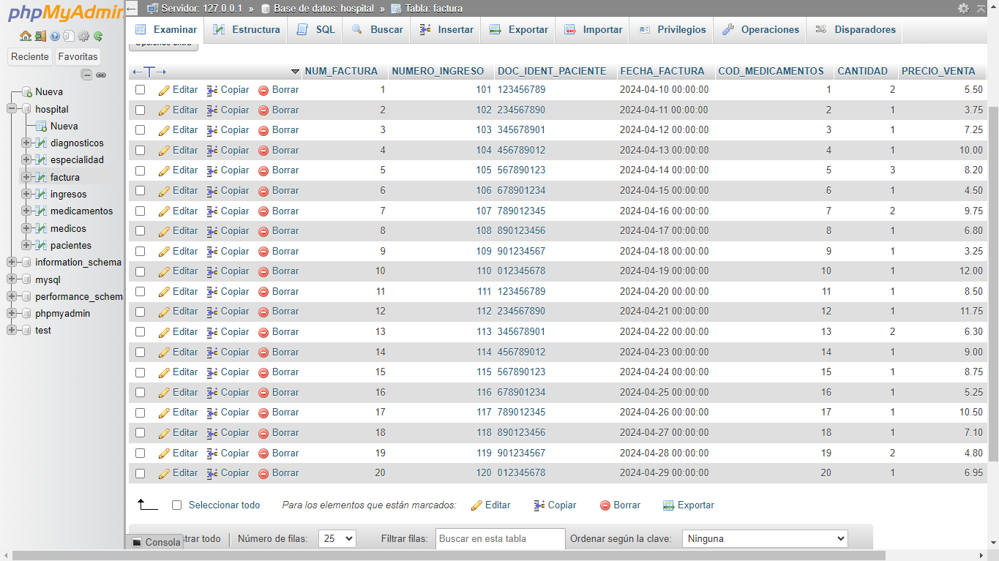 phpMyAdmin
Servidor: 127.0.0.1 » Base de datos: hospital » Tabla: factura
Examinar Estructura SQL Buscar Insertar Exportar Importar Privilegios Operaciones Disparadores
Reciente Favoritas
Nueva
hospital
Nueva
diagnosticos
especialidad
factura
ingresos
medicamentos
medicos
pacientes
information_schema
mysql
performance_schema
phpmyadmin
test
Opciones extra
←T→ NUM_FACTURA NUMERO_INGRESO DOC_IDENT_PACIENTE FECHA_FACTURA COD_MEDICAMENTOS CANTIDAD PRECIO_VENTA
Editar Copiar Borrar 1 101 123456789 2024-04-10 00:00:00 1 2 5.50
Editar Copiar Borrar 2 102 234567890 2024-04-11 00:00:00 2 1 3.75
Editar Copiar Borrar 3 103 345678901 2024-04-12 00:00:00 3 1 7.25
Editar Copiar Borrar 4 104 456789012 2024-04-13 00:00:00 4 1 10.00
Editar Copiar Borrar 5 105 567890123 2024-04-14 00:00:00 5 3 8.20
Editar Copiar Borrar 6 106 678901234 2024-04-15 00:00:00 6 1 4.50
Editar Copiar Borrar 7 107 789012345 2024-04-16 00:00:00 7 2 9.75
Editar Copiar Borrar 8 108 890123456 2024-04-17 00:00:00 8 1 6.80
Editar Copiar Borrar 9 109 901234567 2024-04-18 00:00:00 9 1 3.25
Editar Copiar Borrar 10 110 012345678 2024-04-19 00:00:00 10 1 12.00
Editar Copiar Borrar 11 111 123456789 2024-04-20 00:00:00 11 1 8.50
Editar Copiar Borrar 12 112 234567890 2024-04-21 00:00:00 12 1 11.75
Editar Copiar Borrar 13 113 345678901 2024-04-22 00:00:00 13 2 6.30
Editar Copiar Borrar 14 114 456789012 2024-04-23 00:00:00 14 1 9.00
Editar Copiar Borrar 15 115 567890123 2024-04-24 00:00:00 15 1 8.75
Editar Copiar Borrar 16 116 678901234 2024-04-25 00:00:00 16 1 5.25
Editar Copiar Borrar 17 117 789012345 2024-04-26 00:00:00 17 1 10.50
Editar Copiar Borrar 18 118 890123456 2024-04-27 00:00:00 18 1 7.10
Editar Copiar Borrar 19 119 901234567 2024-04-28 00:00:00 19 2 4.80
Editar Copiar Borrar 20 120 012345678 2024-04-29 00:00:00 20 1 6.95
Seleccionar todo Para los elementos que están marcados: Editar Copiar Borrar Exportar
Consola trar todo Número de filas: 25 Filtrar filas: Buscar en esta tabla Ordenar según la clave: Ninguna